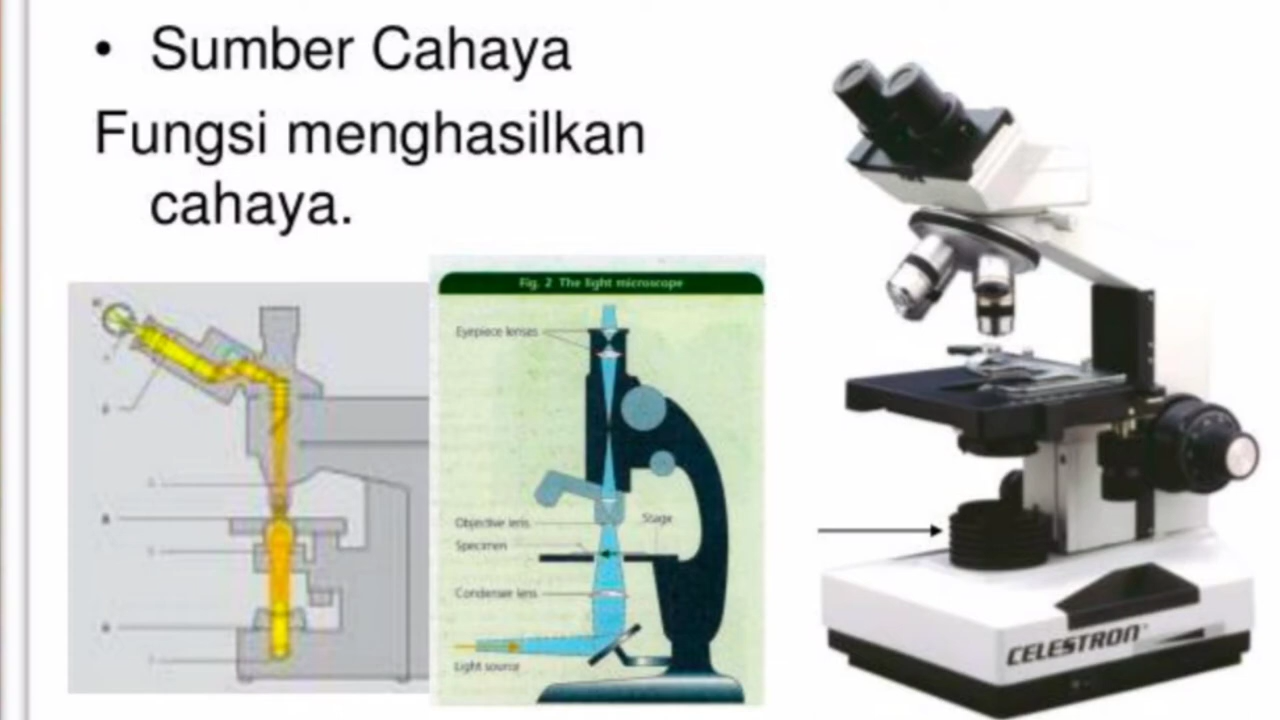 • Sumber Cahaya
Fungsi menghasilkan
cahaya.
Fig. 2 The light microscope
Eyepiece lenses
Objective lens
Stage
Specimen
Condenser lens
Light source
CELESTRON